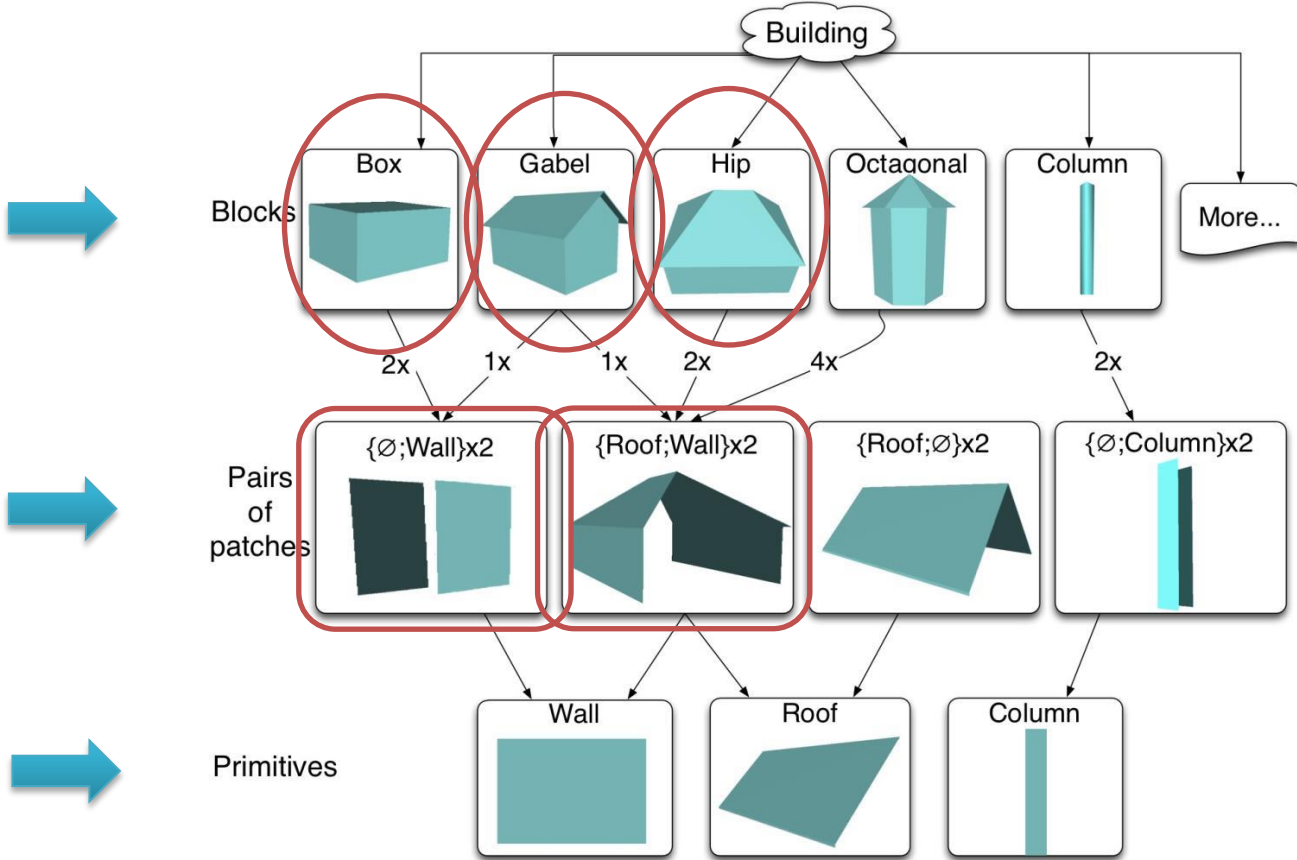 Building
Box
Gabel
Hip
Octagonal
Column
Blocks
More...
2x
1x
1x
2x
4x
2x
{∅;Wall}x2
{Roof;Wall}x2
{Roof;∅}x2
{∅;Column}x2
Pairs
of
patches
Wall
Roof
Column
Primitives